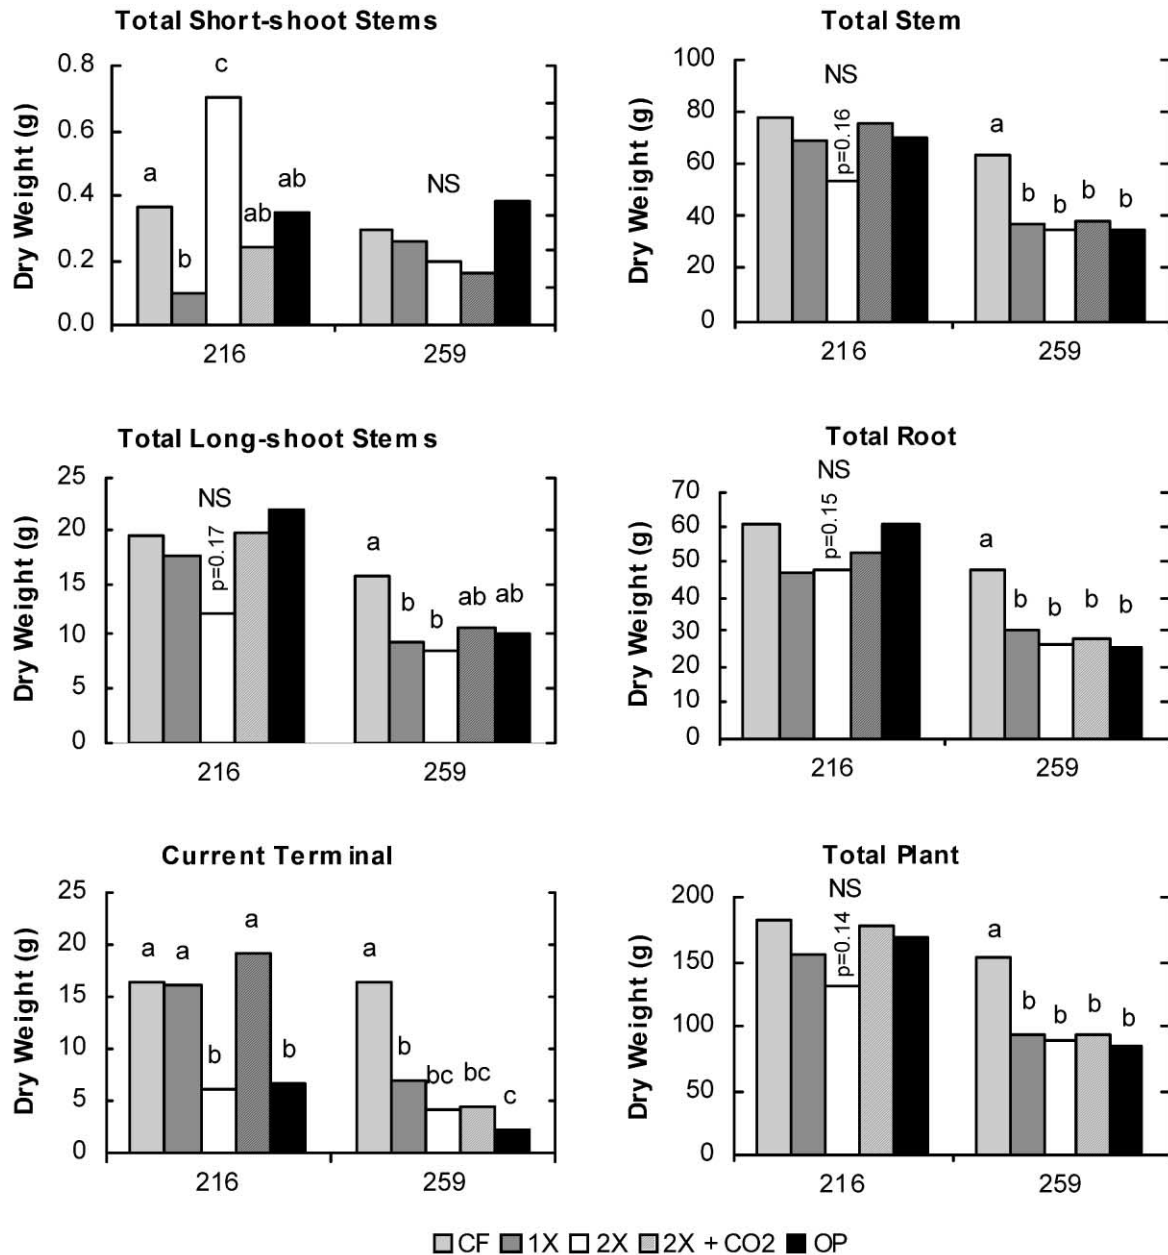 Total Short-shoot Stems
Dry Weight (g)
0.8
0.6
0.4
0.2
0.0
a
b
c
ab
ab
NS
216
259
Total Stem
Dry Weight (g)
100
80
60
40
20
0
NS
p=0.16
a
b
b
b
b
216
259
Total Long-shoot Stems
Dry Weight (g)
25
20
15
10
5
0
NS
p=0.17
a
b
b
ab
ab
216
259
Total Root
Dry Weight (g)
70
60
50
40
30
20
10
0
NS
p=0.15
a
b
b
b
b
216
259
Current Terminal
Dry Weight (g)
25
20
15
10
5
0
a
a
b
a
b
a
b
bc
bc
c
216
259
Total Plant
Dry Weight (g)
200
150
100
50
0
NS
p=0.14
a
b
b
b
b
216
259
CF 1X 2X 2X + CO2 OP